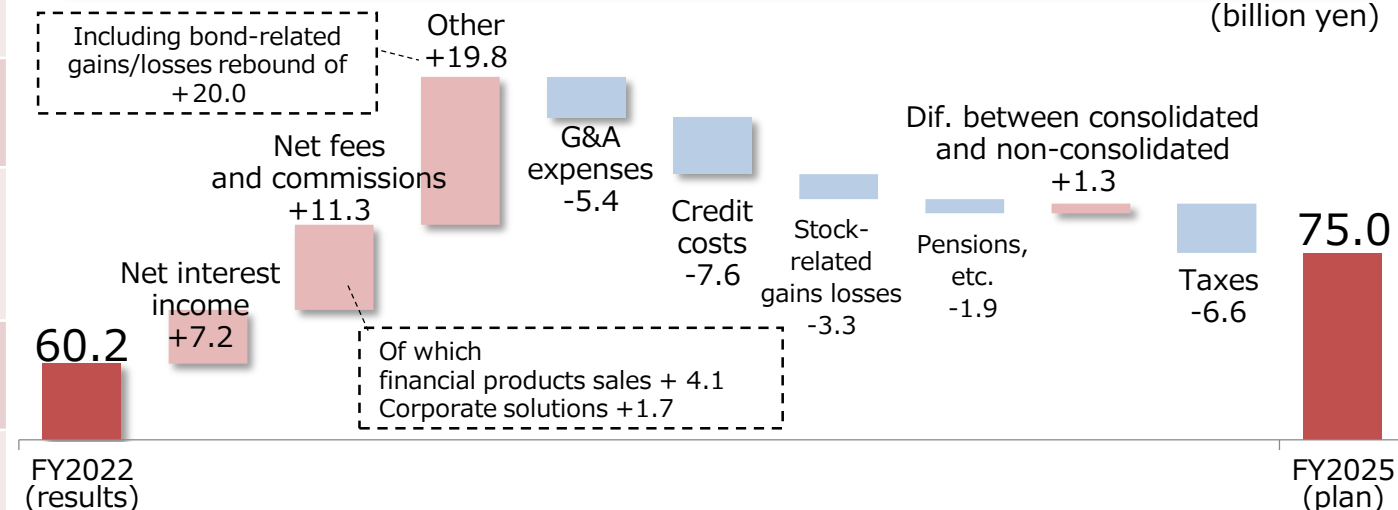 (billion yen)
Including bond-related
gains/losses rebound of
+20.0
Other
+19.8
Net fees
and commissions
+11.3
Net interest
income
+7.2
60.2
G&A
expenses
-5.4
Credit
costs
-7.6
Stock-
related
gains losses
-3.3
Pensions,
etc.
-1.9
Dif. between consolidated
and non-consolidated
+1.3
Taxes
-6.6
75.0
Of which
financial products sales + 4.1
Corporate solutions +1.7
FY2022
(results)
FY2025
(plan)